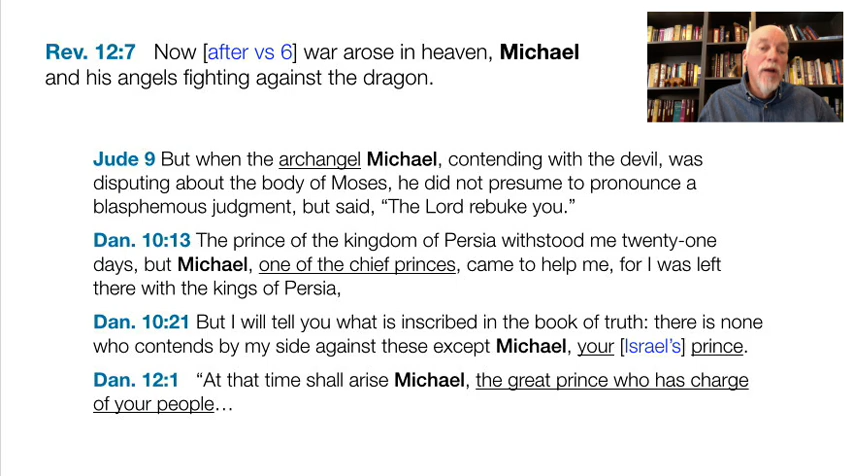 Rev. 12:7 Now [after vs 6] war arose in heaven, Michael
and his angels fighting against the dragon.
Jude 9 But when the archangel Michael, contending with the devil, was
disputing about the body of Moses, he did not presume to pronounce a
blasphemous judgment, but said, “The Lord rebuke you.”
Dan. 10:13 The prince of the kingdom of Persia withstood me twenty-one
days, but Michael, one of the chief princes, came to help me, for I was left
there with the kings of Persia,
Dan. 10:21 But I will tell you what is inscribed in the book of truth: there is none
who contends by my side against these except Michael, your [Israel’s] prince.
Dan. 12:1 “At that time shall arise Michael, the great prince who has charge
of your people…